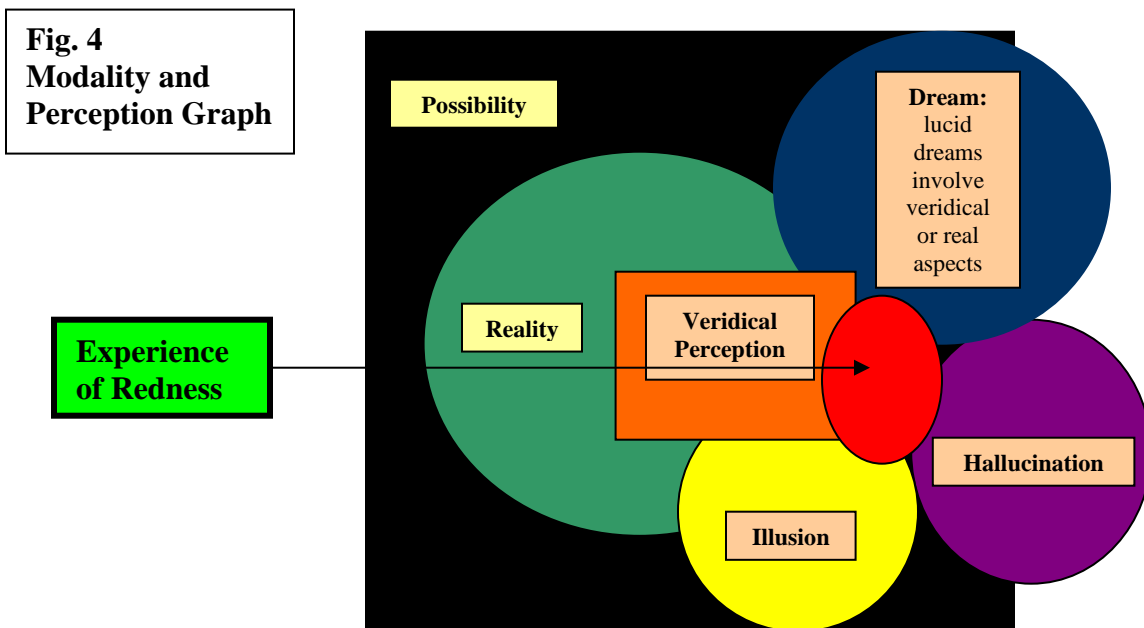 Fig. 4
Modality and
Perception Graph
Possibility
Dream:
lucid
dreams
involve
veridical
or real
aspects
Reality
Veridical
Perception
Experience
of Redness
Hallucination
Illusion